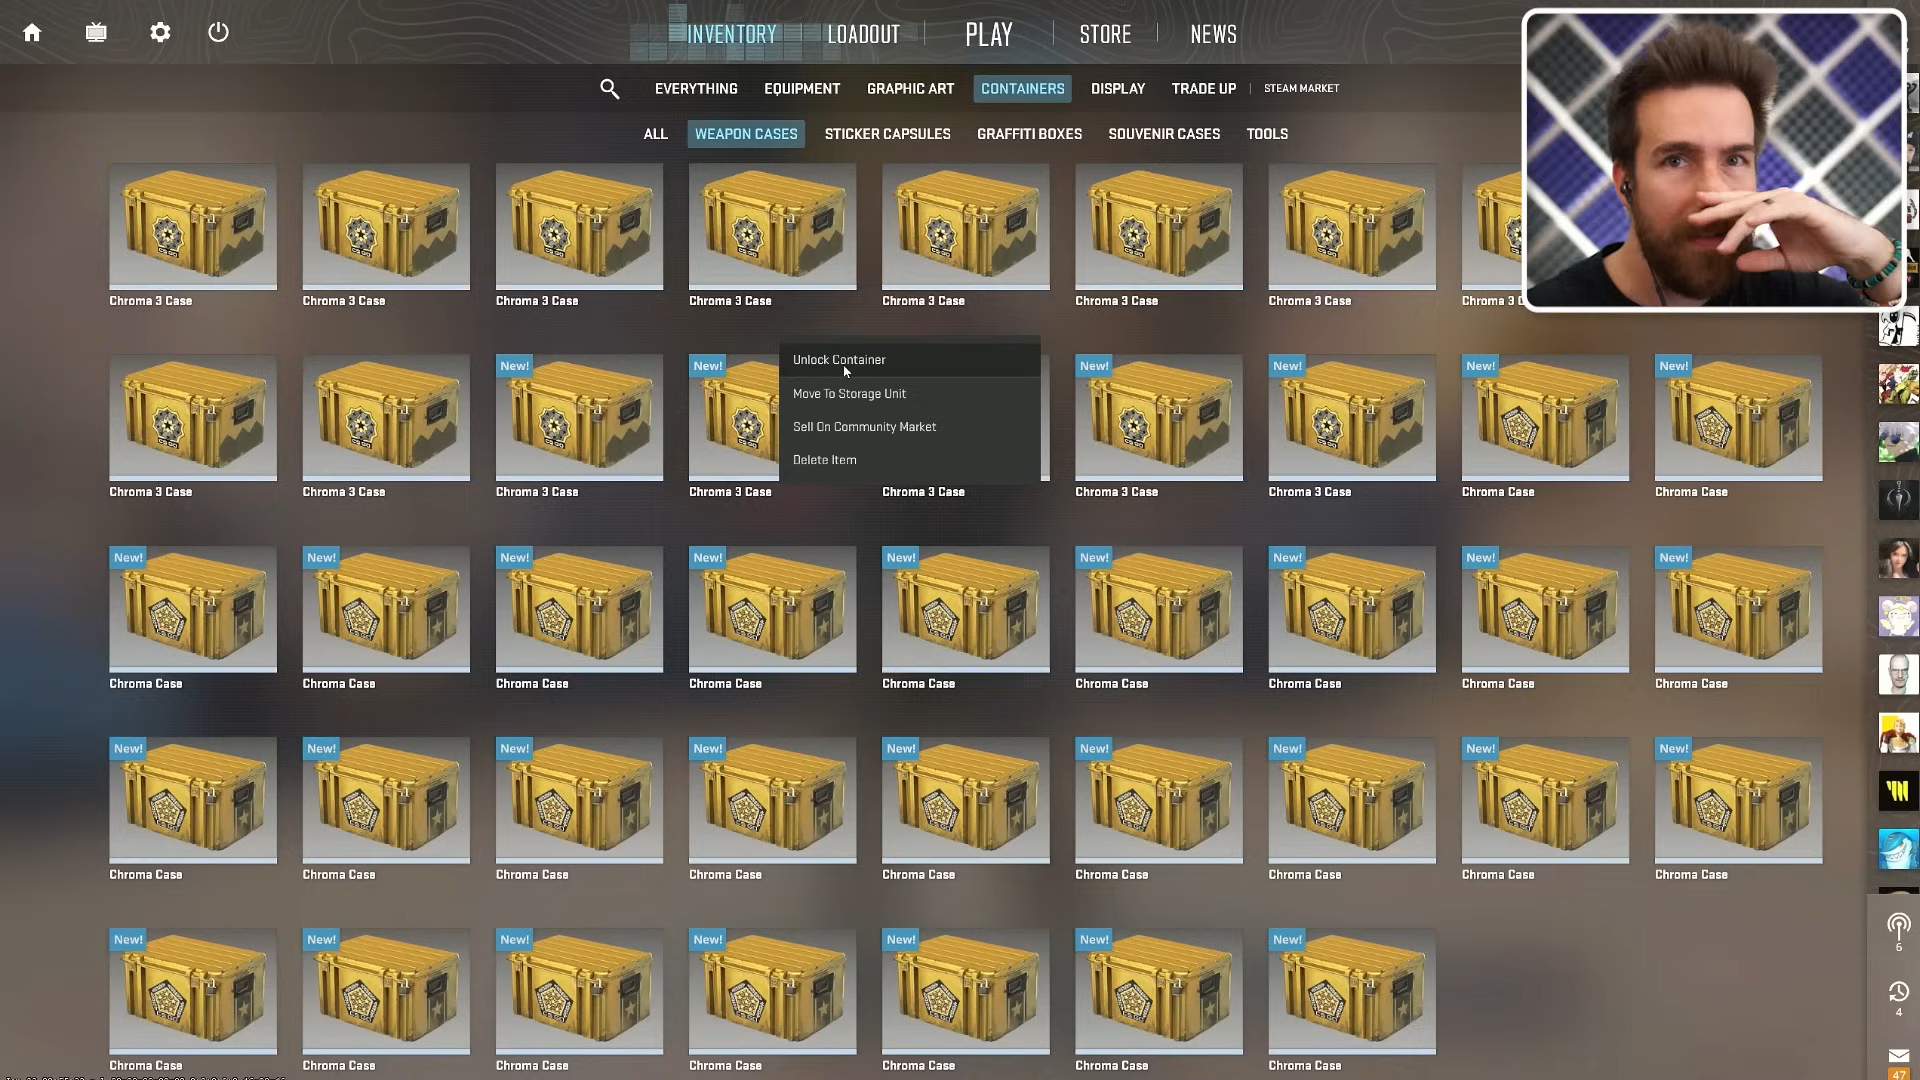 INVENTORY LOADOUT PLAY STORE NEWS
EVERYTHING EQUIPMENT GRAPHIC ART CONTAINERS DISPLAY TRADE UP STEAM MARKET
ALL WEAPON CASES STICKER CAPSULES GRAFFITI BOXES SOUVENIR CASES TOOLS
Chroma 3 Case Chroma 3 Case Chroma 3 Case Chroma 3 Case Chroma 3 Case Chroma 3 Case Chroma 3 Case Chroma 3
New! New! New! New! New! New!
Unlock Container
Move To Storage Unit
Sell On Community Market
Delete Item
Chroma 3 Case Chroma 3 Case Chroma 3 Case Chroma 3 Case Chroma 3 Case Chroma 3 Case Chroma 3 Case Chroma Case Chroma Case
New! New! New! New! New! New! New! New! New!
Chroma Case Chroma Case Chroma Case Chroma Case Chroma Case Chroma Case Chroma Case Chroma Case Chroma Case
New! New! New! New! New! New! New! New! New!
Chroma Case Chroma Case Chroma Case Chroma Case Chroma Case Chroma Case Chroma Case Chroma Case Chroma Case
New! New! New! New! New! New! New!
Chroma Case Chroma Case Chroma Case Chroma Case Chroma Case Chroma Case Chroma Case
6
4
47